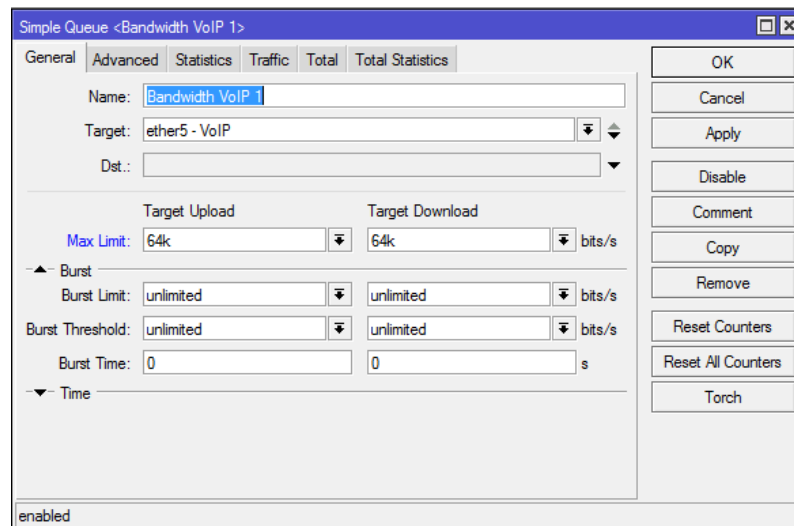 Simple Queue <Bandwidth VoIP 1>
General Advanced Statistics Traffic Total Total Statistics
Name: Bandwidth VoIP 1
Target: ether5 - VoIP
Dst.:
Target Upload Target Download
Max Limit: 64k 64k bits/s
Burst
Burst Limit: unlimited unlimited bits/s
Burst Threshold: unlimited unlimited bits/s
Burst Time: 0 0 s
Time
OK
Cancel
Apply
Disable
Comment
Copy
Remove
Reset Counters
Reset All Counters
Torch
enabled